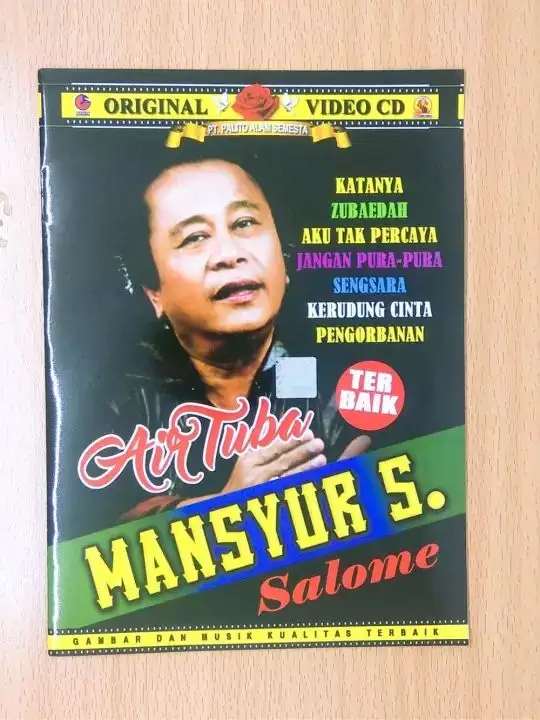 ORIGINAL VIDEO CD
PT. PALITO ALAM SEMESTA
KATANYA
ZUBAEDAH
AKU TAK PERCAYA
JANGAN PURA-PURA
SENGSARA
KERUDUNG CINTA
PENGORBANAN
TER
BAIK
Air Tuba
MANSYUR S.
Salome
GAMBAR DAN MUSIK KUALITAS TERBAIK